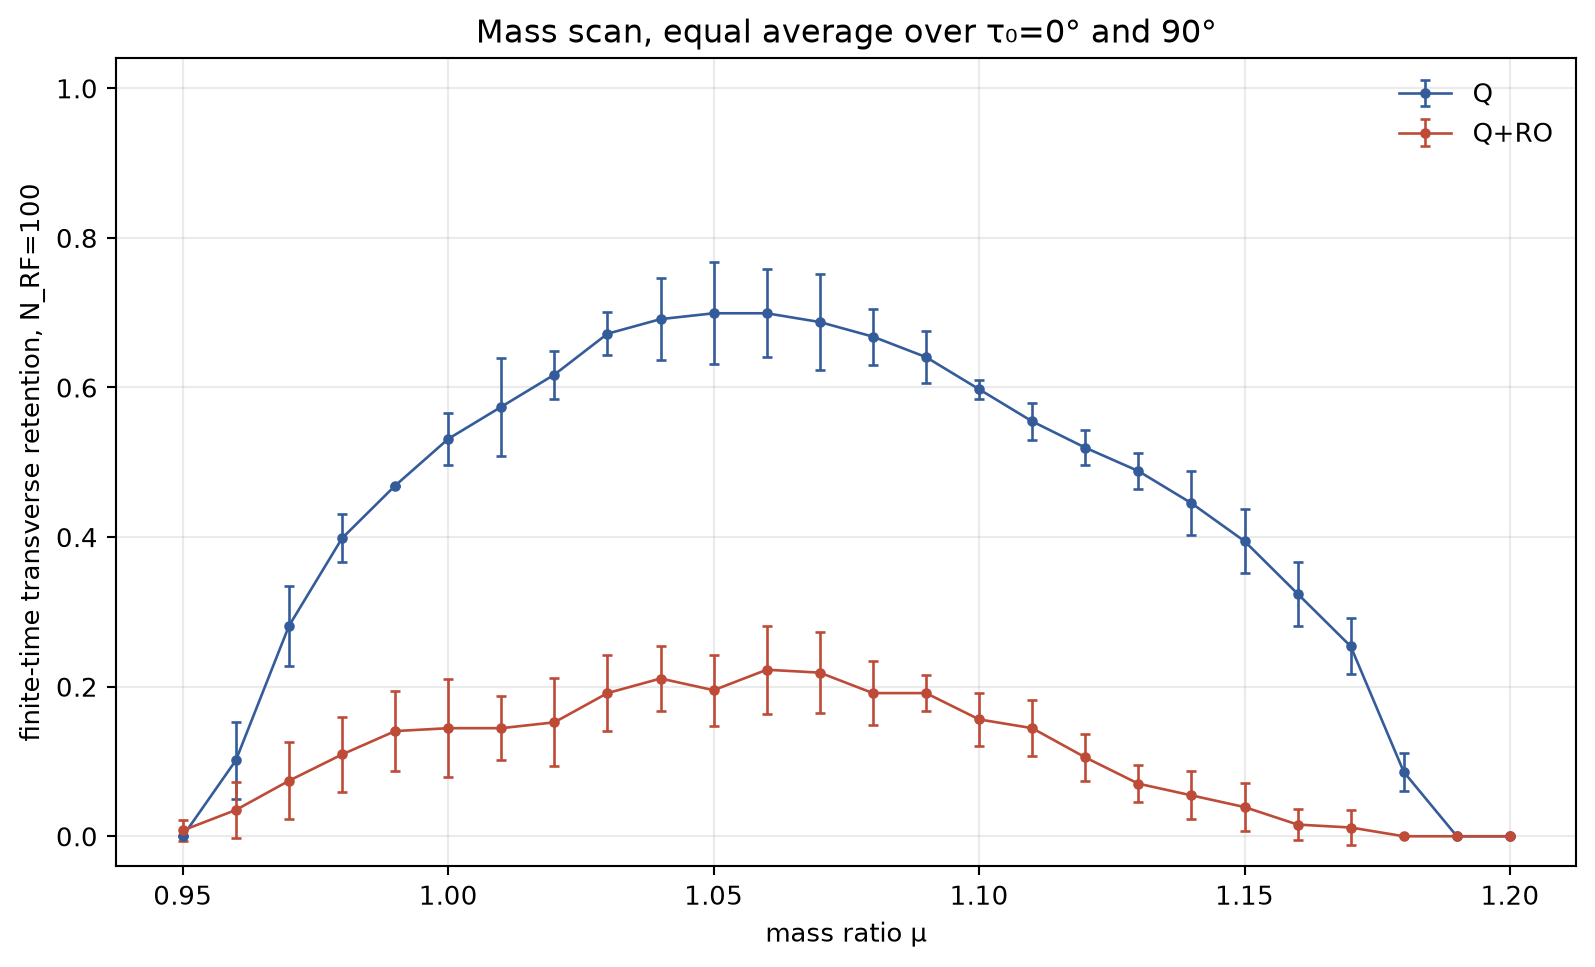 Mass scan, equal average over τ₀=0° and 90°
Q
Q+RO
finite-time transverse retention, N_RF=100
1.0
0.8
0.6
0.4
0.2
0.0
0.95
1.00
1.05
1.10
1.15
1.20
mass ratio μ